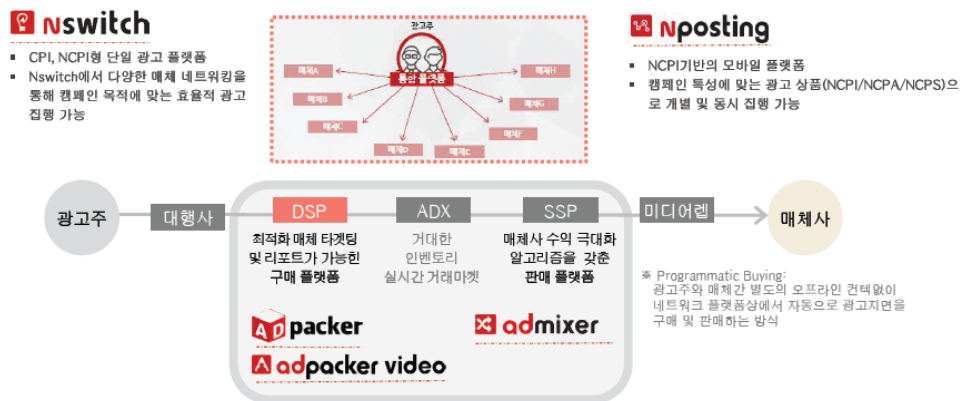 Nswitch
▪ CPI, NCPI형 단일 광고 플랫폼
▪ Nswitch에서 다양한 매체 네트워킹을
통해 캠페인 목적에 맞는 효율적 광고
집행 가능
광고주
통합 플랫폼
매체A
매체B
매체C
매체D
매체E
매체F
매체G
매체H
Nposting
▪ NCPI기반의 모바일 플랫폼
▪ 캠페인 특성에 맞는 광고 상품(NCPI/NCPA/NCPS)으
로 개별 및 동시 집행 가능
광고주
대행사
DSP
ADX
SSP
미디어렙
매체사
최적화 매체 타겟팅
및 리포트가 가능한
구매 플랫폼
거대한
인벤토리
실시간 거래마켓
매체사 수익 극대화
알고리즘을 갖춘
판매 플랫폼
AD packer
adpacker video
admixer
※ Programmatic Buying:
광고주와 매체간 별도의 오프라인 컨텍없이
네트워크 플랫폼상에서 자동으로 광고지면을
구매 및 판매하는 방식